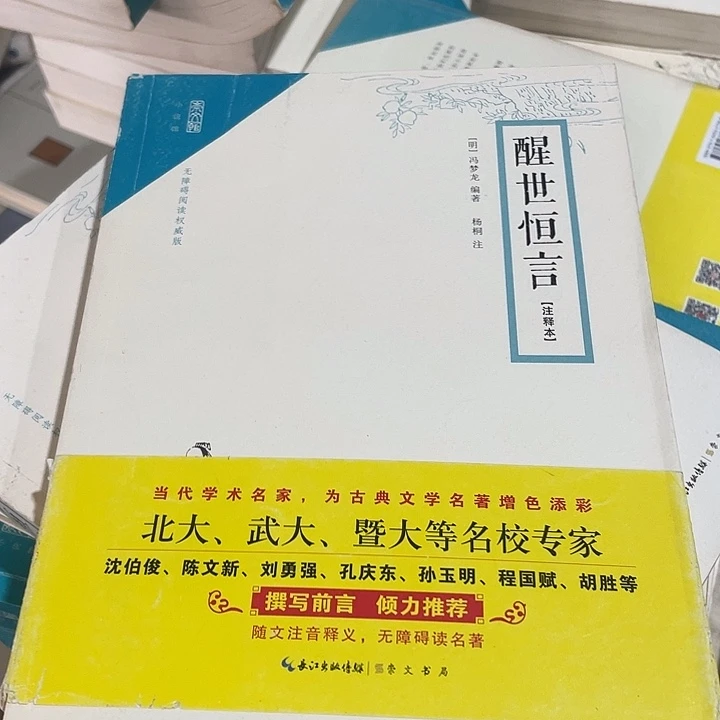 醒世恒言
【注释本】
[明]冯梦龙 编著 杨桐 注
无障碍阅读权威版
当代学术名家，为古典文学名著增色添彩
北大、武大、暨大等名校专家
沈伯俊、陈文新、刘勇强、孔庆东、孙玉明、程国赋、胡胜等
撰写前言 倾力推荐
随文注音释义，无障碍读名著
长江出版传媒 崇文书局
无障碍阅读